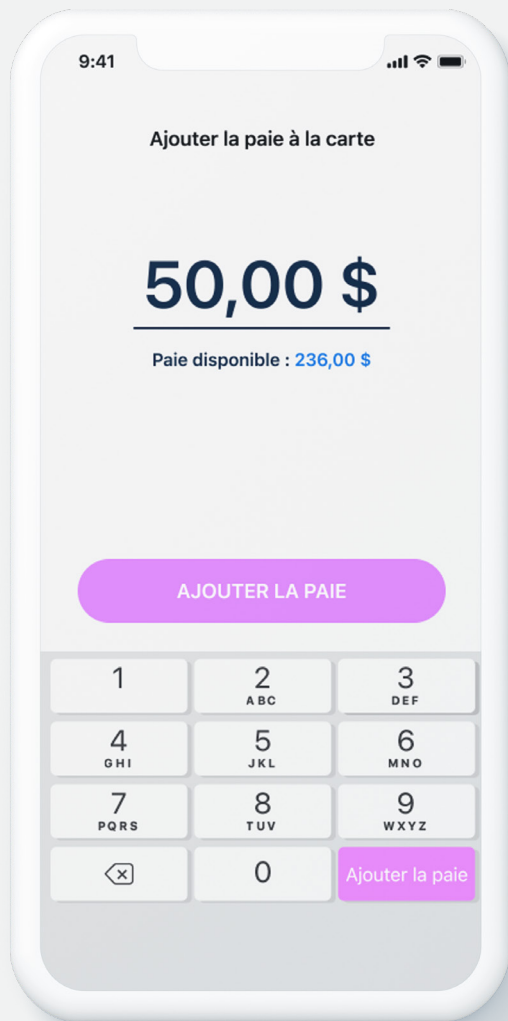 9:41
Ajouter la paie à la carte
50,00 $
Paie disponible : 236,00 $
AJOUTER LA PAIE
1
2
ABC
3
DEF
4
GHI
5
JKL
6
MNO
7
PQRS
8
TUV
9
WXYZ
0
Ajouter la paie